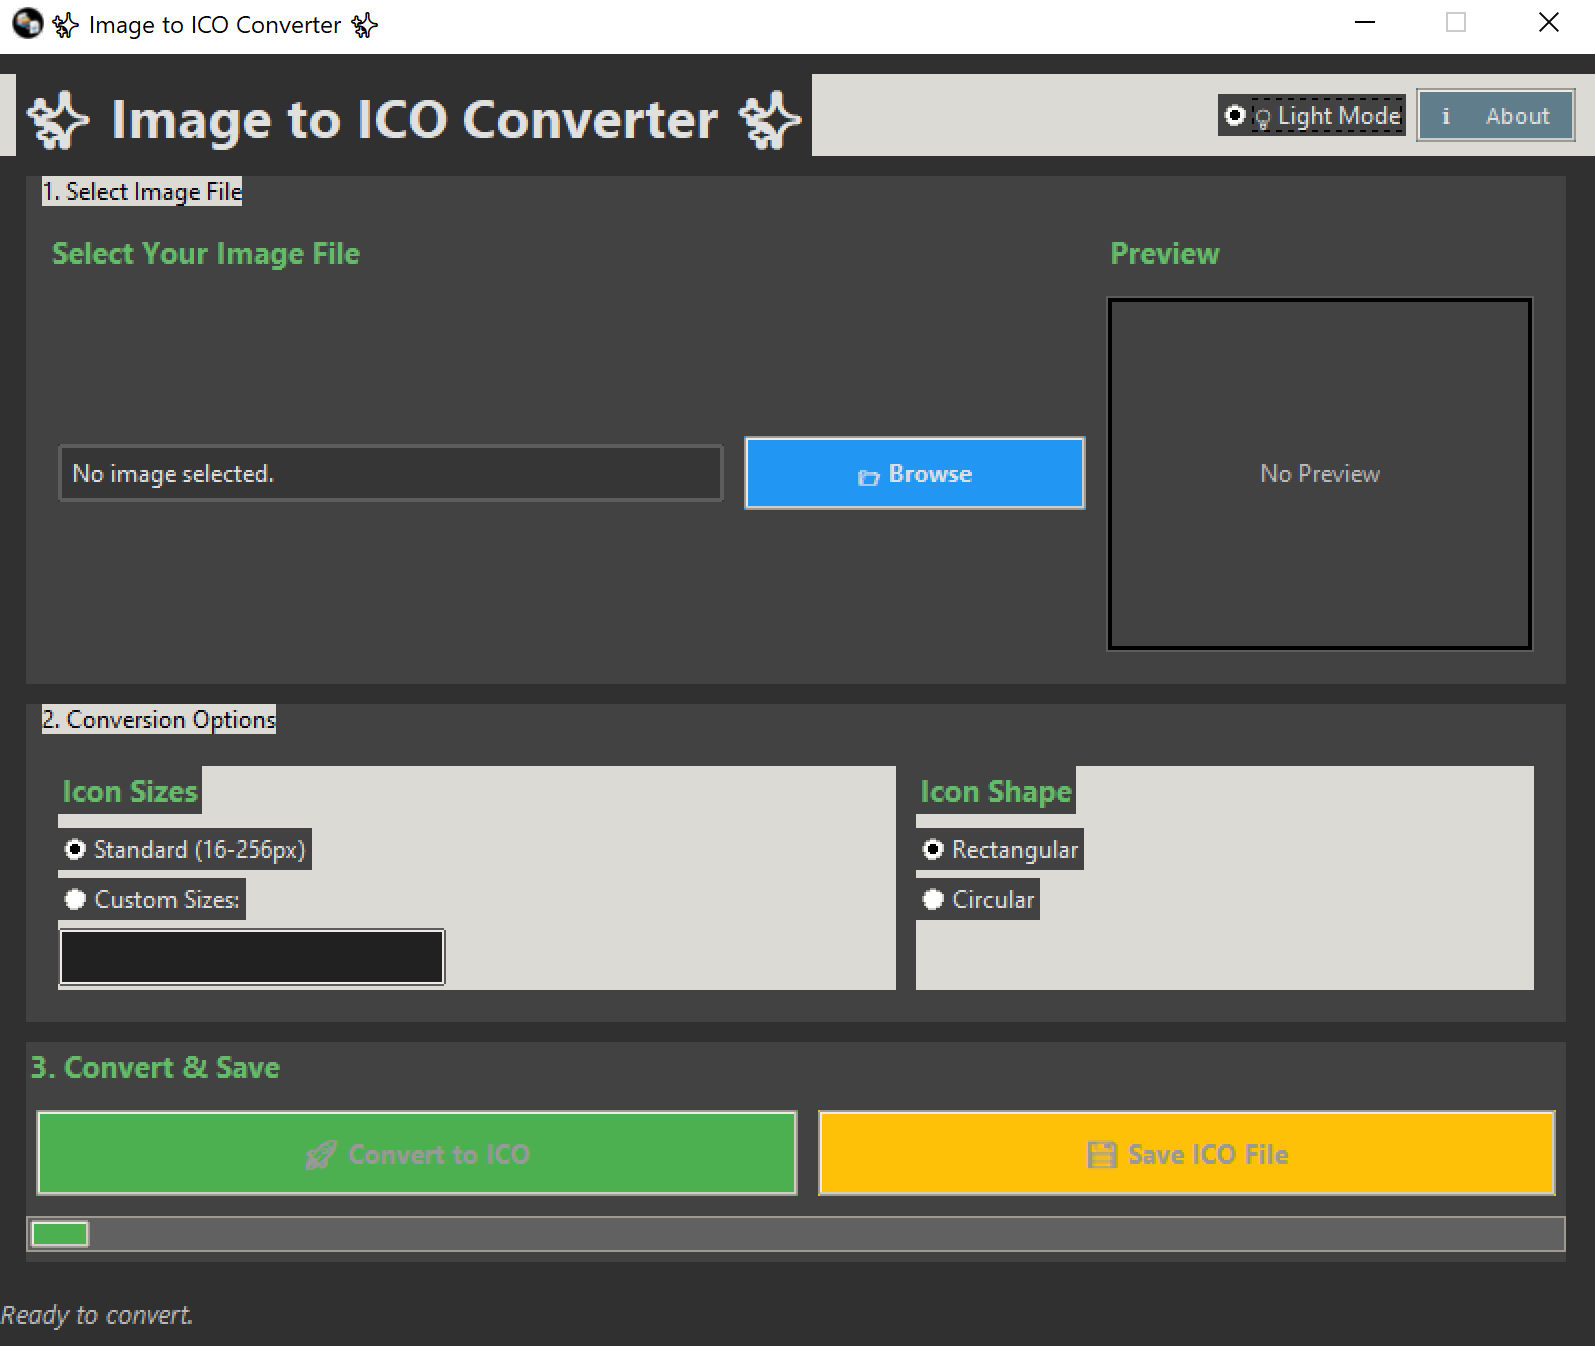 ✨ Image to ICO Converter ✨
✨ Image to ICO Converter ✨
💡 Light Mode
ℹ About
1. Select Image File
Select Your Image File
Preview
No image selected.
📂 Browse
No Preview
2. Conversion Options
Icon Sizes
Standard (16-256px)
Custom Sizes:
Icon Shape
Rectangular
Circular
3. Convert & Save
🚀 Convert to ICO
💾 Save ICO File
Ready to convert.